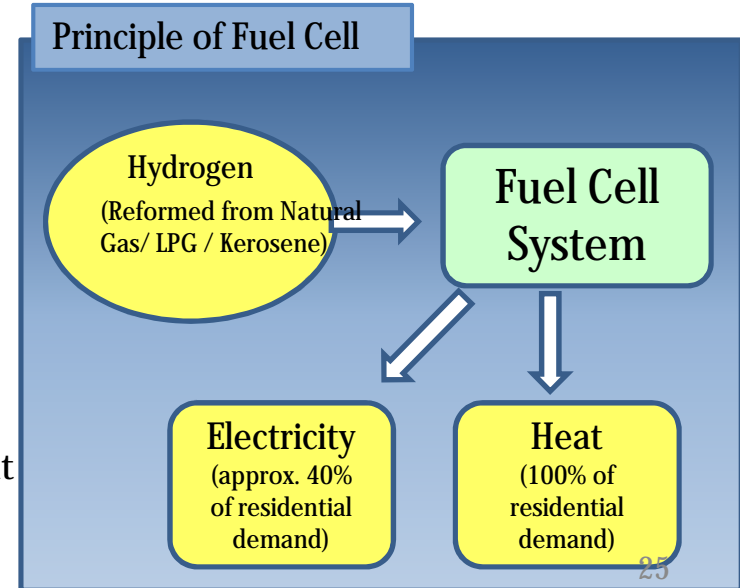 Principle of Fuel Cell
Hydrogen
(Reformed from Natural
Gas/ LPG / Kerosene)
Fuel Cell
System
Electricity
(approx. 40%
of residential
demand)
Heat
(100% of
residential
demand)
25